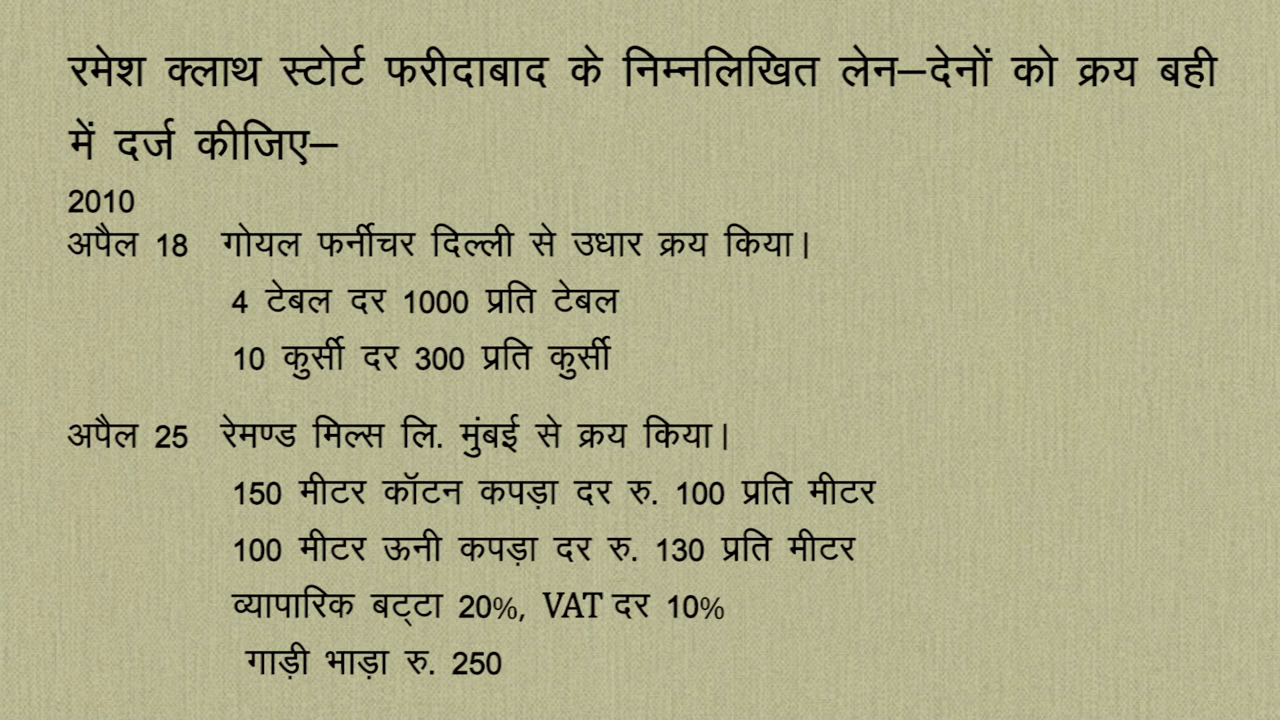 रमेश क्लाथ स्टोर्ट फरीदाबाद के निम्नलिखित लेन–देनों को क्रय बही
में दर्ज कीजिए–
2010
अपैल 18 गोयल फर्नीचर दिल्ली से उधार क्रय किया।
4 टेबल दर 1000 प्रति टेबल
10 कुर्सी दर 300 प्रति कुर्सी
अपैल 25 रेमण्ड मिल्स लि. मुंबई से क्रय किया।
150 मीटर कॉटन कपड़ा दर रु. 100 प्रति मीटर
100 मीटर ऊनी कपड़ा दर रु. 130 प्रति मीटर
व्यापारिक बट्टा 20%, VAT दर 10%
गाड़ी भाड़ा रु. 250